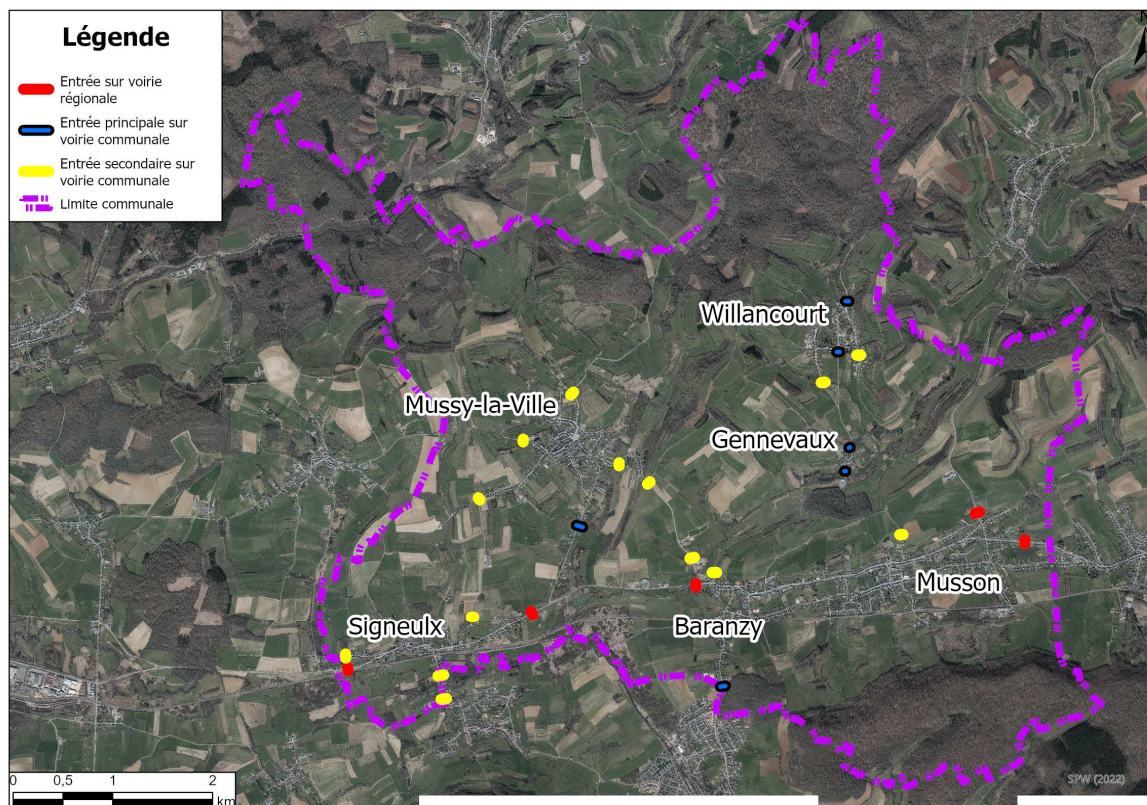 Légende
Entrée sur voirie
régionale
Entrée principale sur
voirie communale
Entrée secondaire sur
voirie communale
Limite communale
Willancourt
Mussy-la-Ville
Gennevaux
Musson
Signeulx
Baranzy
0 0,5 1 2
km
SPW (2022)